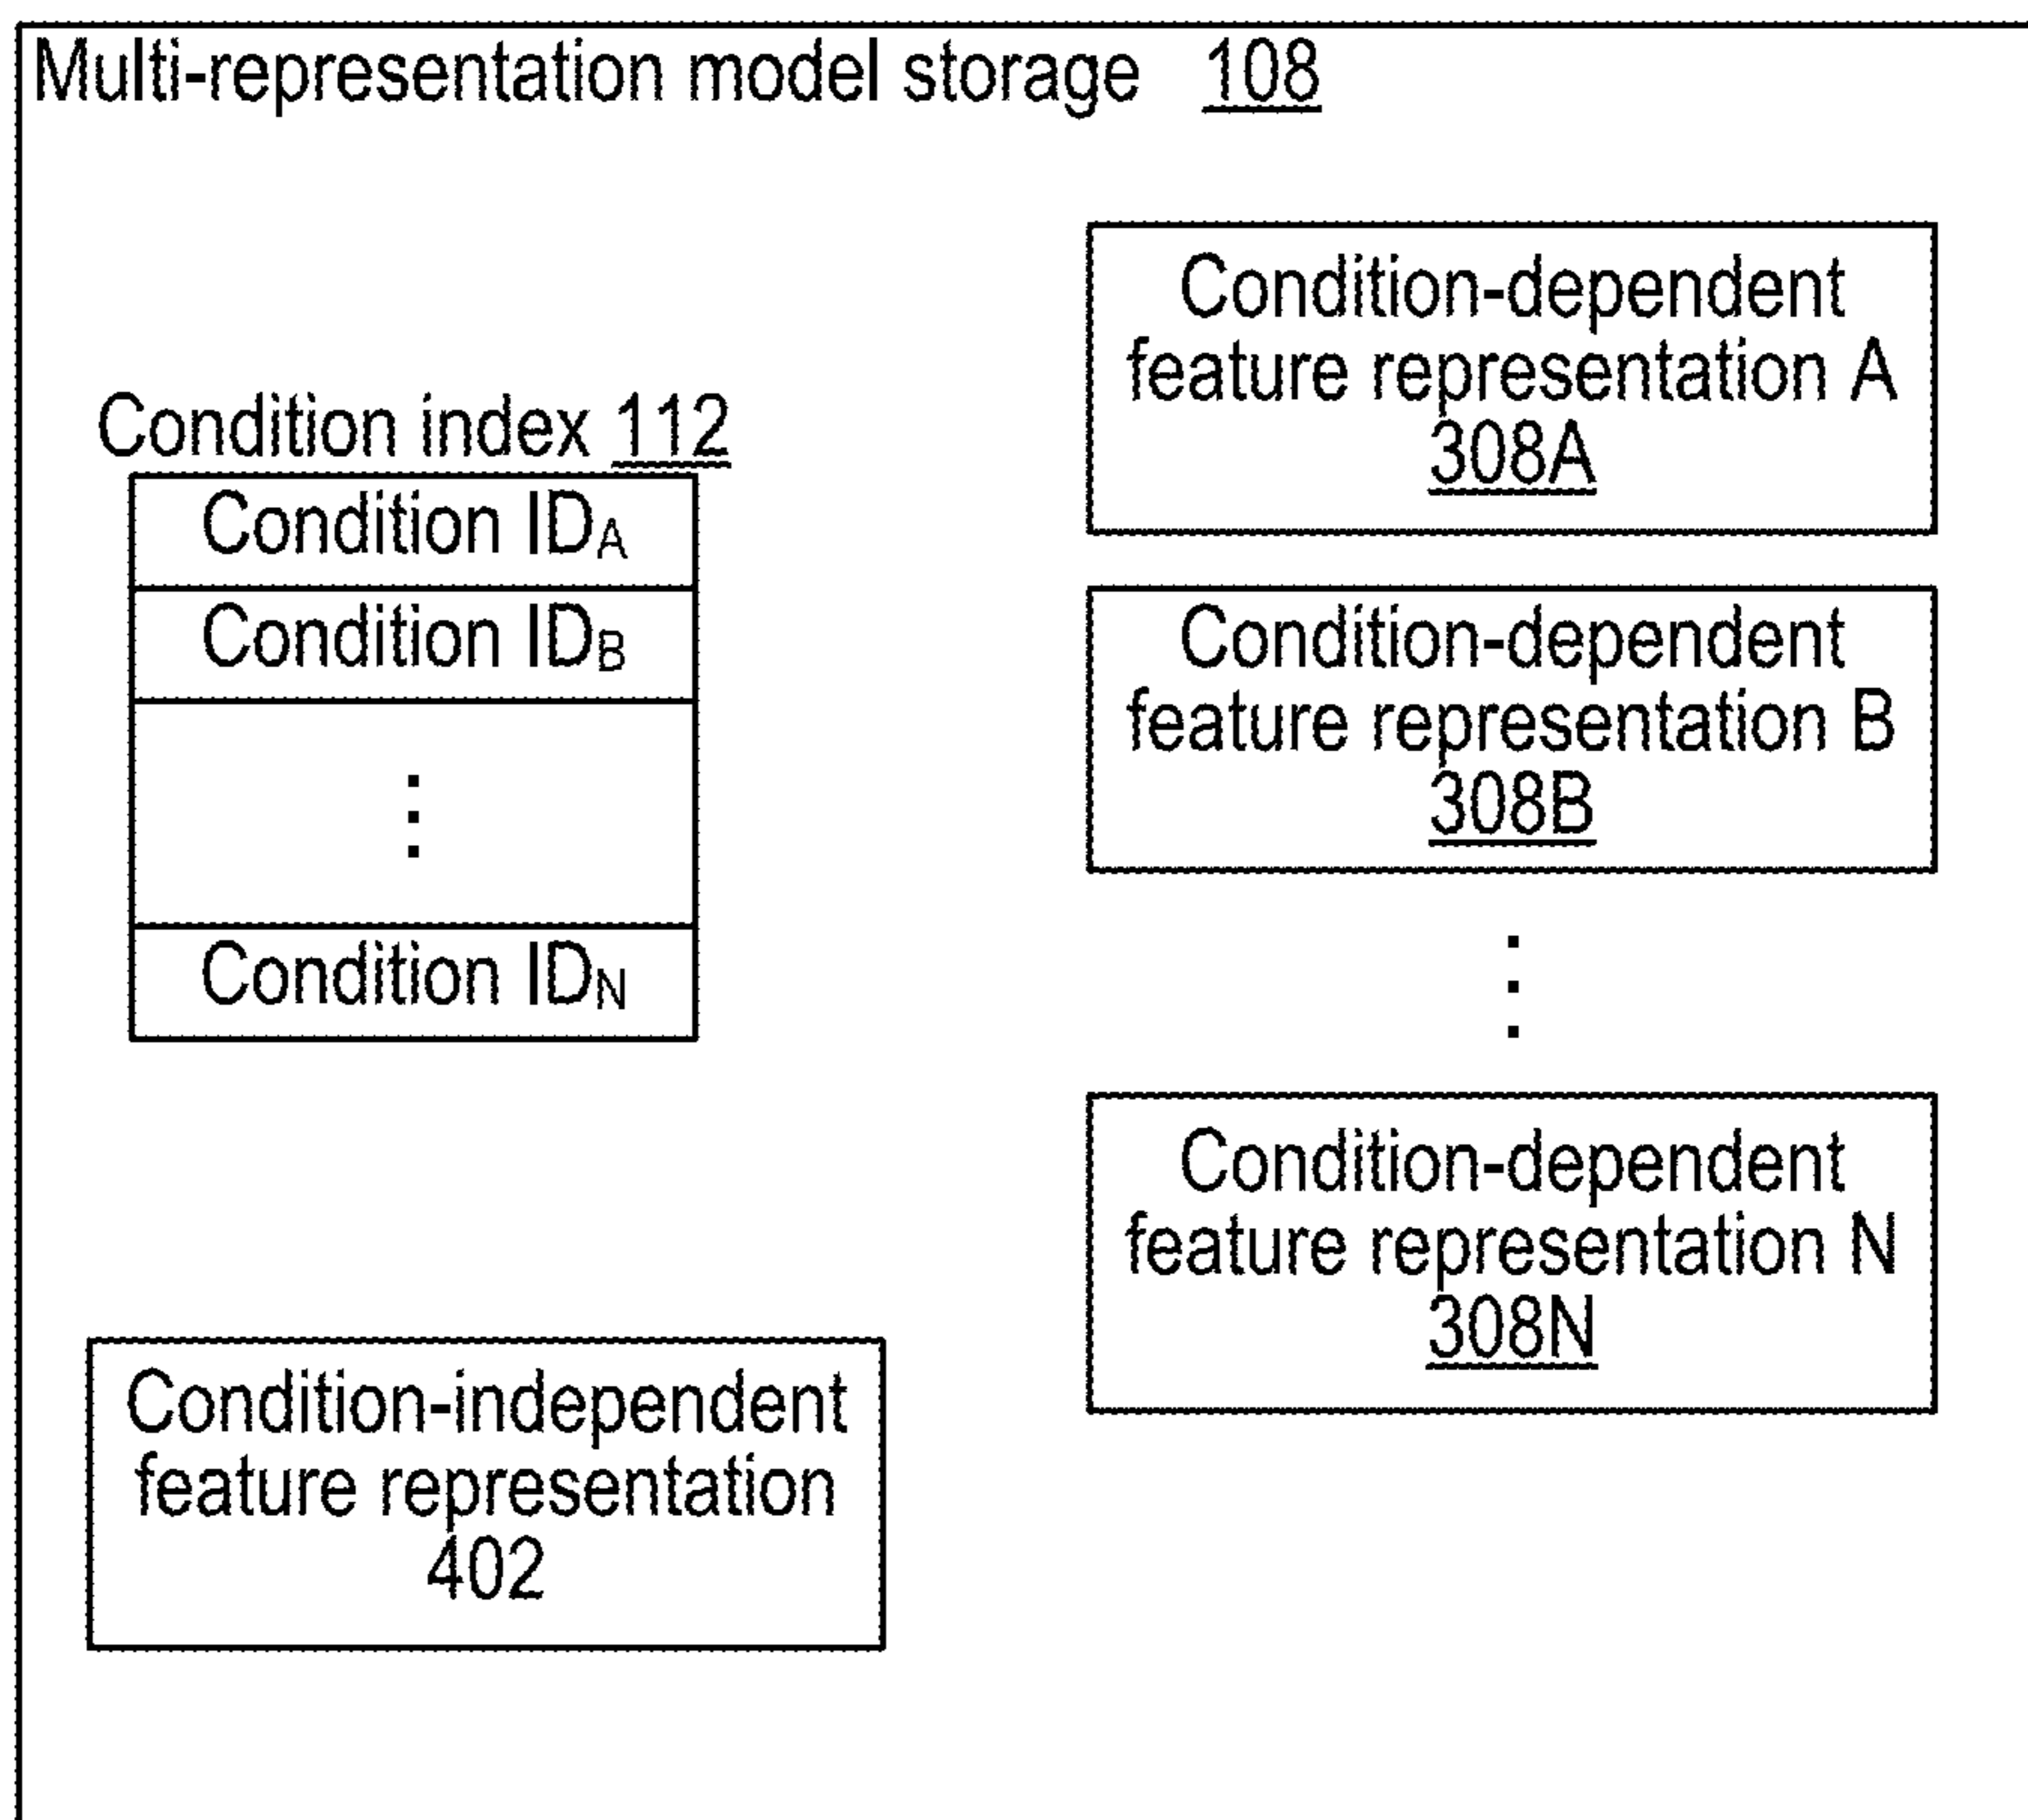 Multi-representation model storage 108
Condition index 112
Condition IDA
Condition IDB
Condition IDN
Condition-independent
feature representation
402
Condition-dependent
feature representation A
308A
Condition-dependent
feature representation B
308B
Condition-dependent
feature representation N
308N